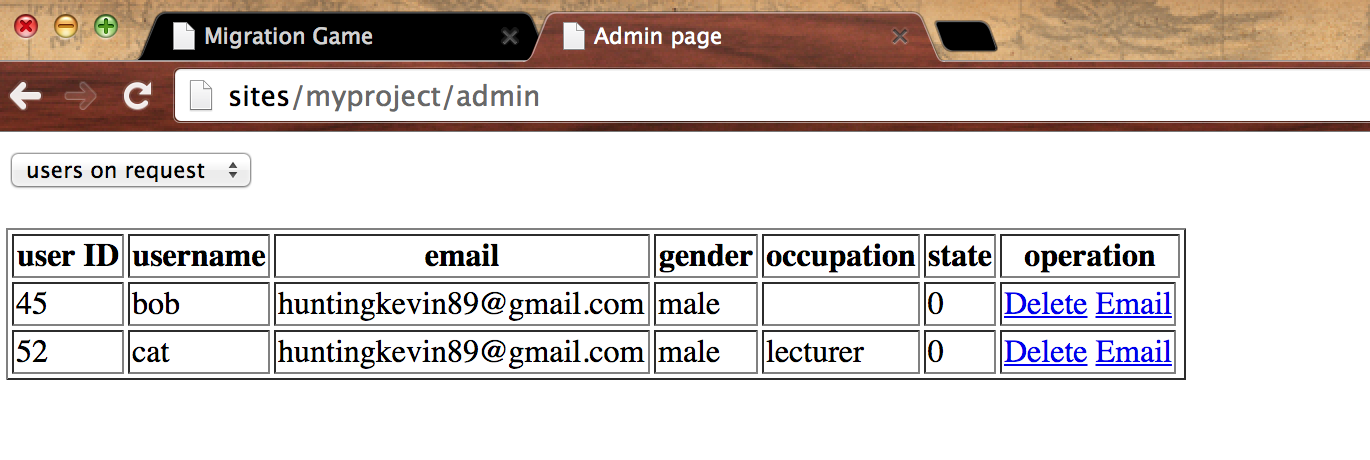 Migration Game Admin page
sites/myproject/admin
users on request
user ID username email gender occupation state operation
45 bob huntingkevin89@gmail.com male 0 Delete Email
52 cat huntingkevin89@gmail.com male lecturer 0 Delete Email